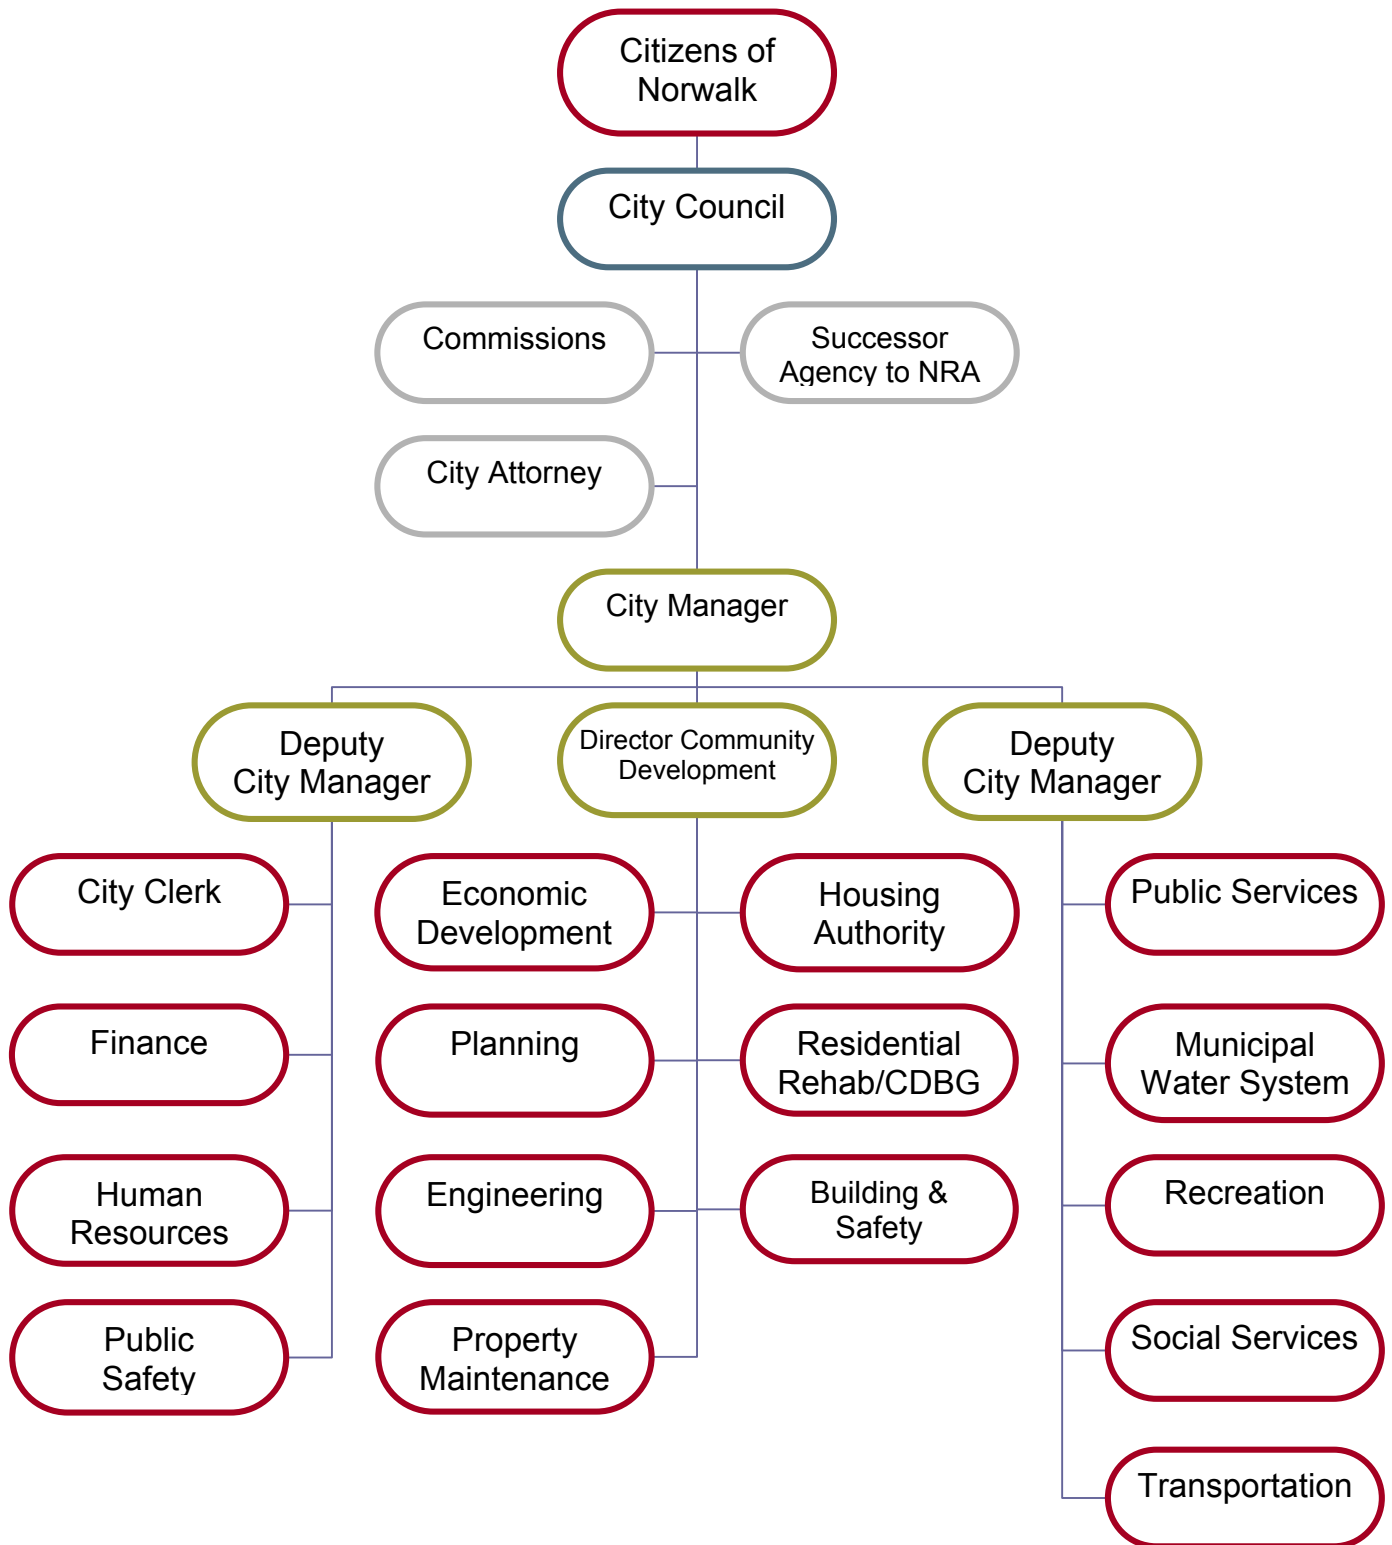 Citizens of
Norwalk
City Council
Commissions
Successor
Agency to NRA
City Attorney
City Manager
Deputy
City Manager
Director Community
Development
Deputy
City Manager
City Clerk
Finance
Human
Resources
Public
Safety
Economic
Development
Planning
Engineering
Property
Maintenance
Housing
Authority
Residential
Rehab/CDBG
Building &
Safety
Public Services
Municipal
Water System
Recreation
Social Services
Transportation